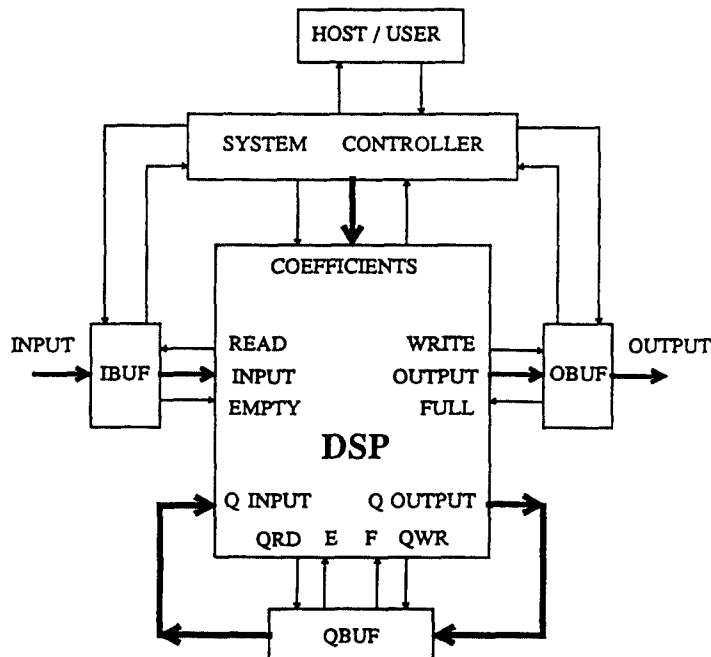 HOST / USER
SYSTEM CONTROLLER
COEFFICIENTS
INPUT
READ
WRITE
OUTPUT
IBUF
INPUT
OUTPUT
OBUF
EMPTY
FULL
DSP
Q INPUT
Q OUTPUT
QRD E F QWR
QBUF